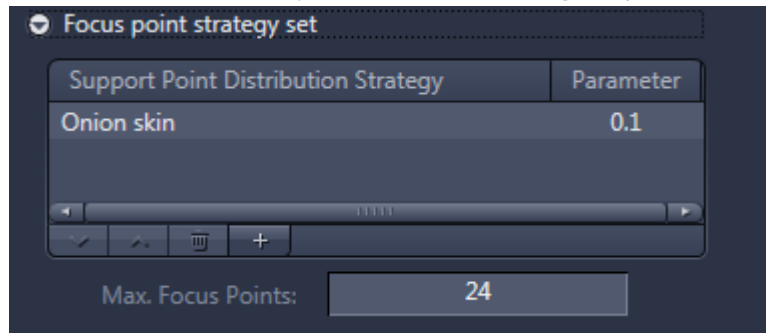 Focus point strategy set
Support Point Distribution Strategy Parameter
Onion skin 0.1
Max. Focus Points: 24